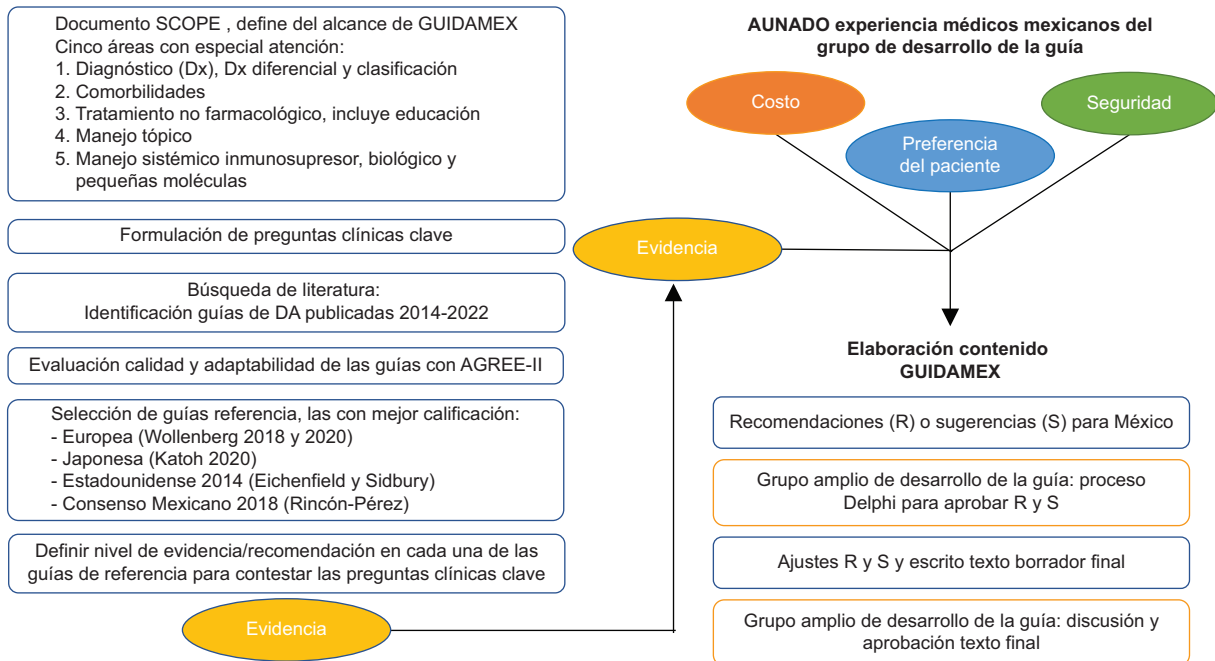 Documento SCOPE , define del alcance de GUIDAMEX
Cinco áreas con especial atención:
1. Diagnóstico (Dx), Dx diferencial y clasificación
2. Comorbilidades
3. Tratamiento no farmacológico, incluye educación
4. Manejo tópico
5. Manejo sistémico inmunosupresor, biológico y
pequeñas moléculas
Formulación de preguntas clínicas clave
Búsqueda de literatura:
Identificación guías de DA publicadas 2014-2022
Evaluación calidad y adaptabilidad de las guías con AGREE-II
Selección de guías referencia, las con mejor calificación:
- Europea (Wollenberg 2018 y 2020)
- Japonesa (Katoh 2020)
- Estadounidense 2014 (Eichenfield y Sidbury)
- Consenso Mexicano 2018 (Rincón-Pérez)
Definir nivel de evidencia/recomendación en cada una de las
guías de referencia para contestar las preguntas clínicas clave
Evidencia
AUNADO experiencia médicos mexicanos del
grupo de desarrollo de la guía
Costo
Seguridad
Preferencia
del paciente
Evidencia
Elaboración contenido
GUIDAMEX
Recomendaciones (R) o sugerencias (S) para México
Grupo amplio de desarrollo de la guía: proceso
Delphi para aprobar R y S
Ajustes R y S y escrito texto borrador final
Grupo amplio de desarrollo de la guía: discusión y
aprobación texto final